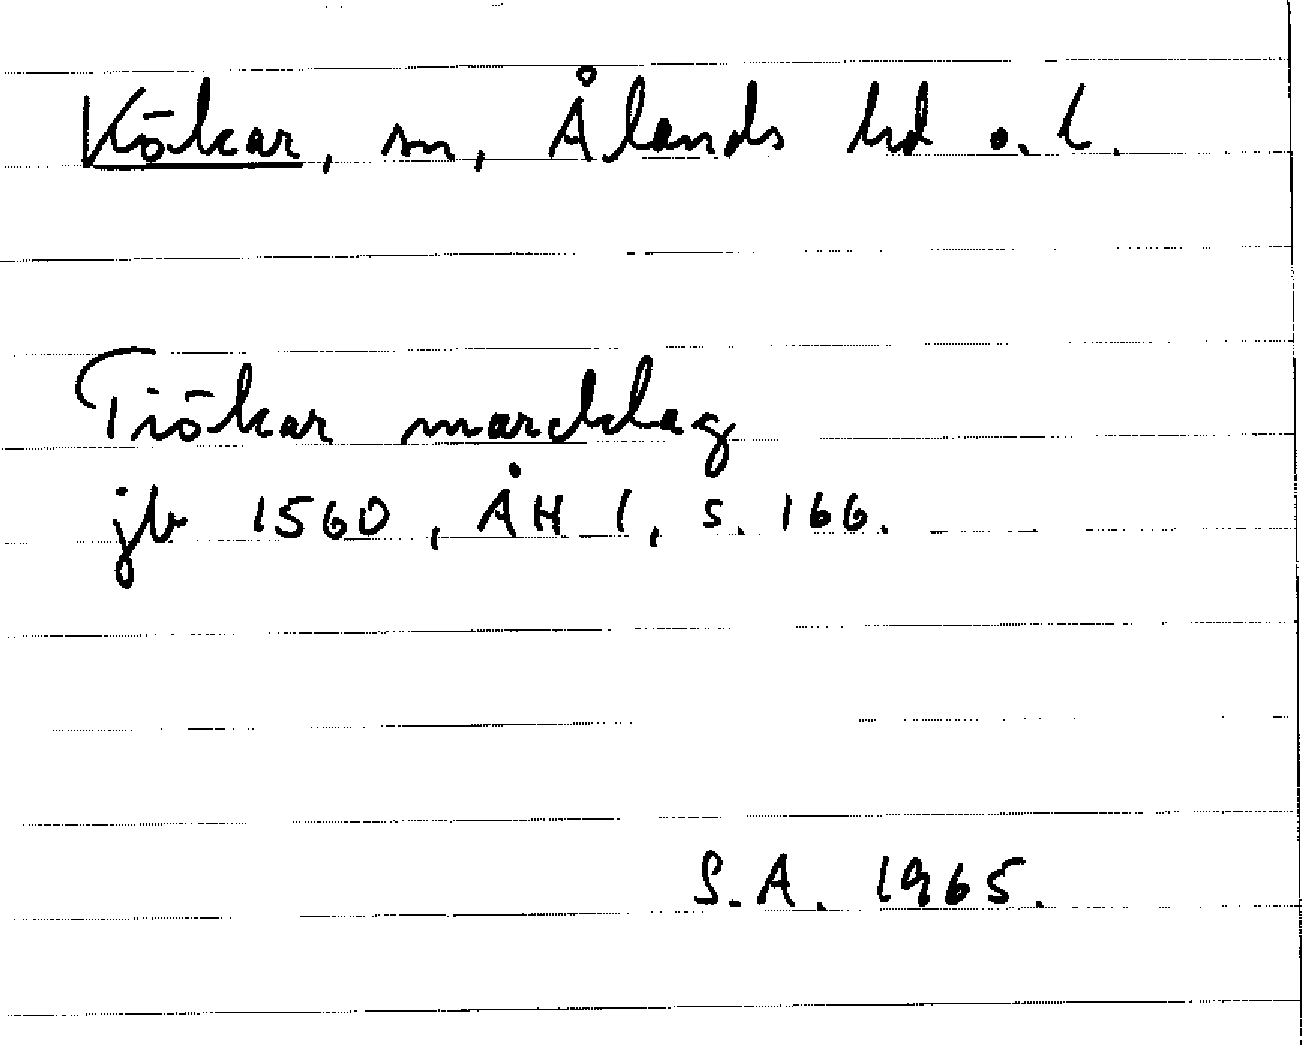 Kökar, sn, Ålands hd o. l.
Tiökar marchlag
jb 1560, ÅH 1, s. 166.
S.A. 1965.